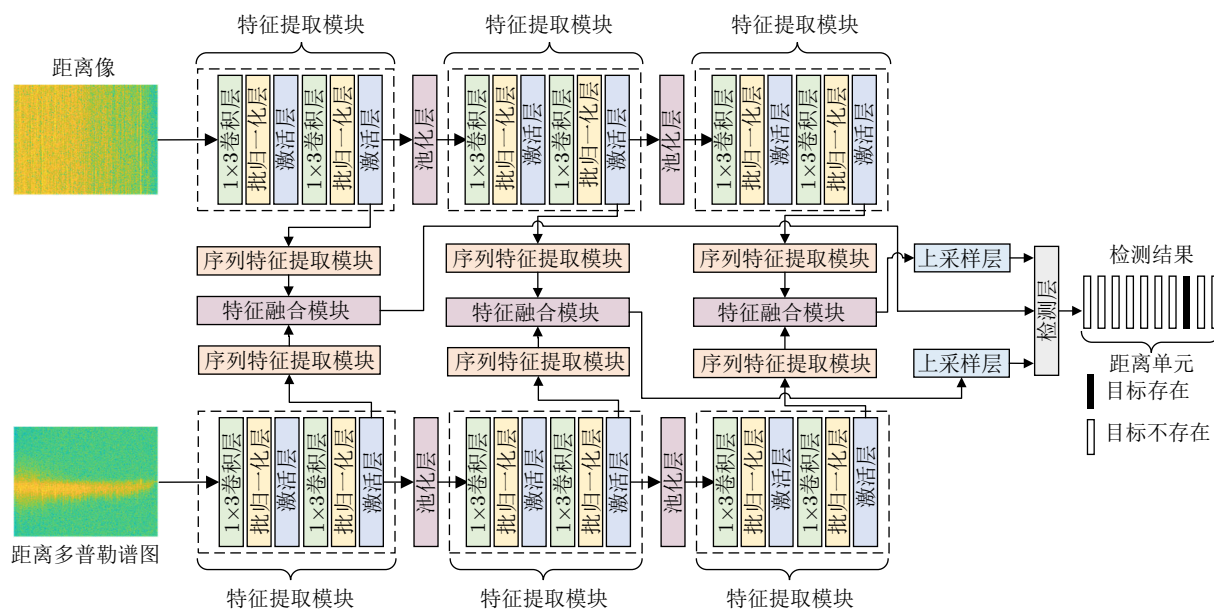 特征提取模块
特征提取模块
特征提取模块
距离像
1×3卷积层
批归一化层
激活层
1×3卷积层
批归一化层
激活层
池化层
1×3卷积层
批归一化层
激活层
1×3卷积层
批归一化层
激活层
池化层
1×3卷积层
批归一化层
激活层
1×3卷积层
批归一化层
激活层
序列特征提取模块
序列特征提取模块
序列特征提取模块
上采样层
特征融合模块
特征融合模块
特征融合模块
检测层
检测结果
序列特征提取模块
序列特征提取模块
序列特征提取模块
上采样层
距离单元
目标存在
目标不存在
1×3卷积层
批归一化层
激活层
1×3卷积层
批归一化层
激活层
池化层
1×3卷积层
批归一化层
激活层
1×3卷积层
批归一化层
激活层
池化层
1×3卷积层
批归一化层
激活层
1×3卷积层
批归一化层
激活层
距离多普勒谱图
特征提取模块
特征提取模块
特征提取模块